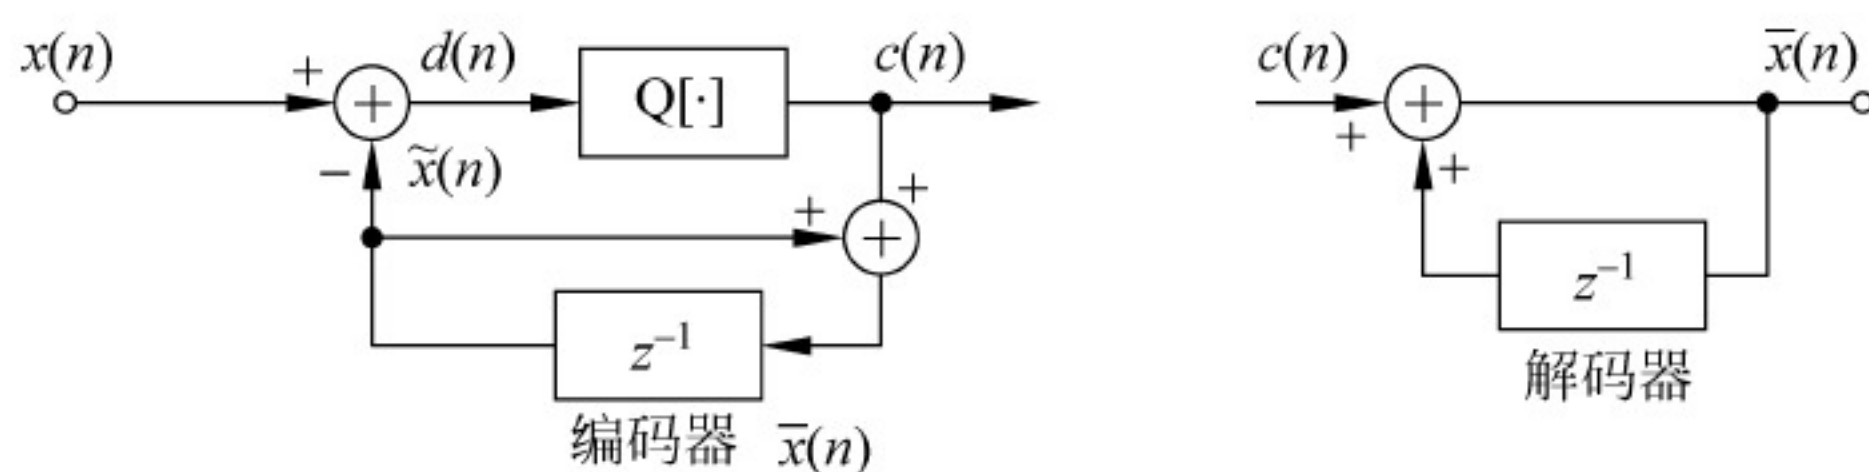 x(n)
+
+
d(n)
Q[·]
c(n)
−
x̃(n)
+
+
+
z⁻¹
编码器
x̄(n)
c(n)
+
+
x̄(n)
+
z⁻¹
解码器